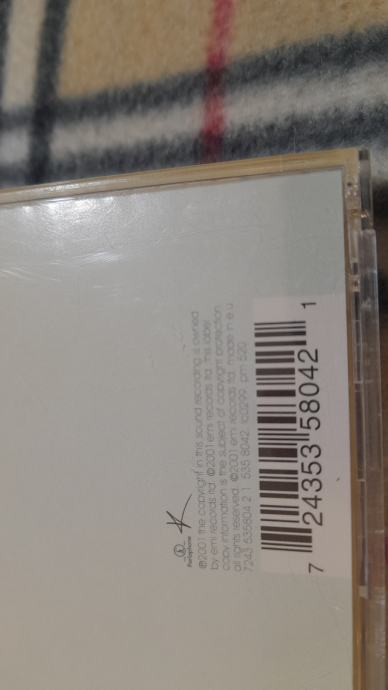 Parlophone
℗2001 the copyright in this sound recording is owned
by emi records ltd. ©2001 emi records ltd. this label
copy information is the subject of copyright protection.
all rights reserved. ©2001 emi records ltd. made in e.u.
7243 535804 2 1 535 8042 lc0299 pm 520
7 24353 58042 1